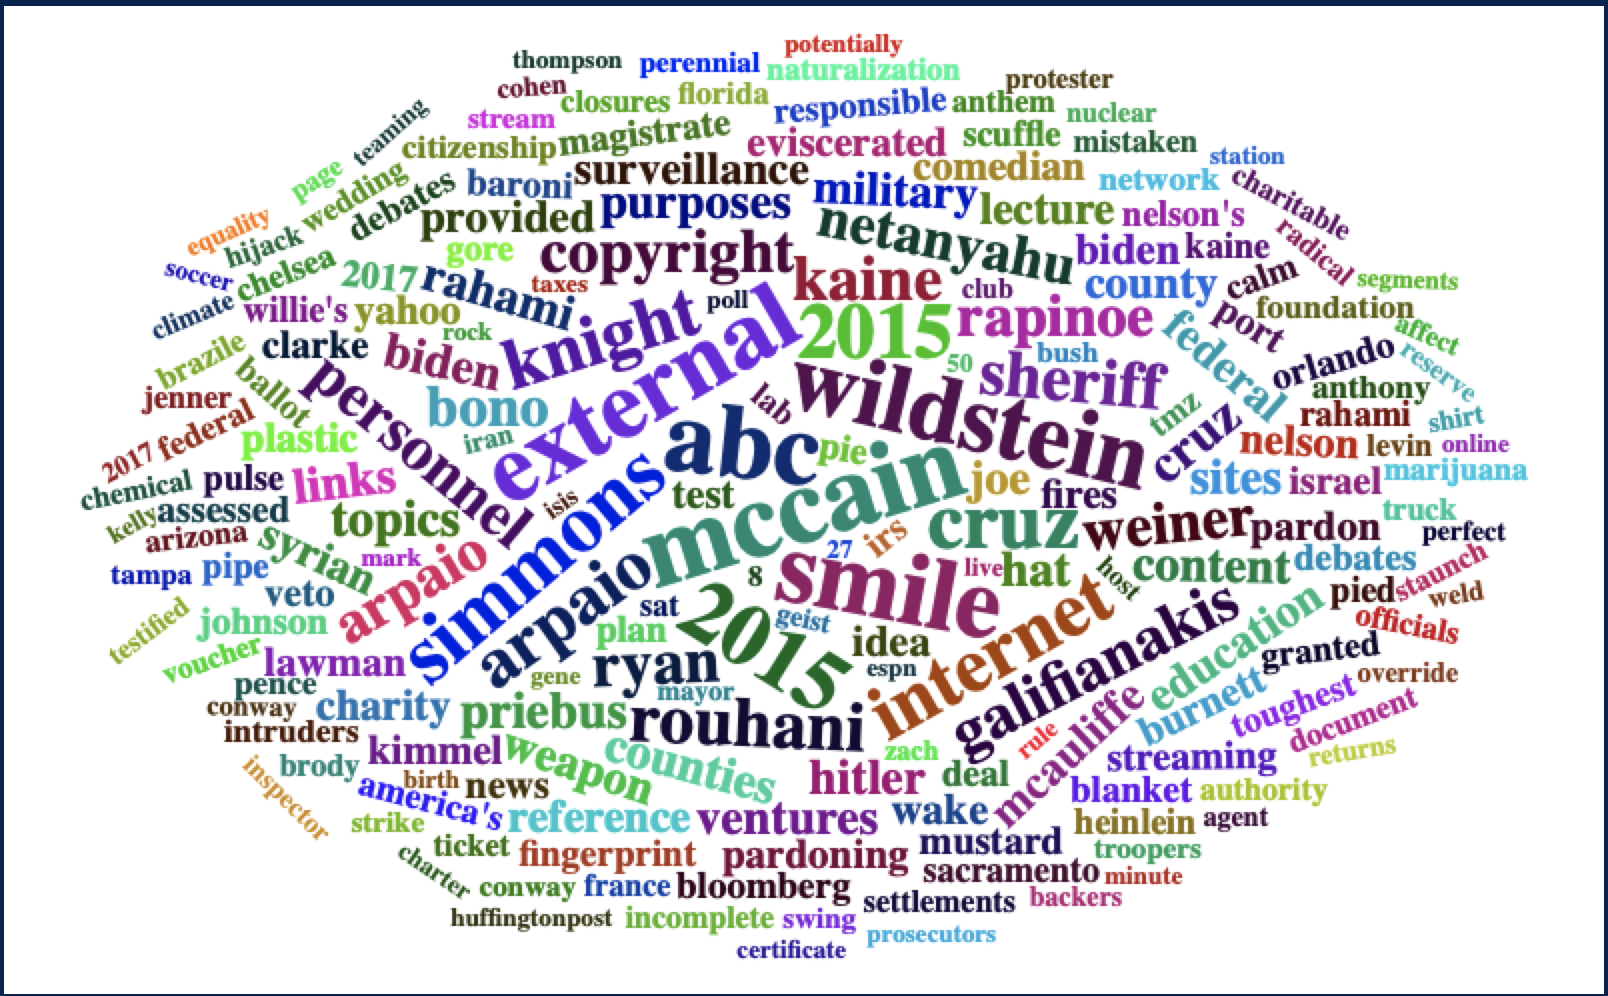 potentially
thompson
perennial
naturalization
protester
cohen
closures
florida
responsible
anthem
nuclear
teaming
stream
magistrate
eviscerated
scuffle
mistaken
citizenship
surveillance
comedian
station
page
wedding
debates
baroni
purposes
military
network
charitable
equality
hijack
provided
netanyahu
lecture
nelson's
soccer
chelsea
gore
copyright
kaine
biden
kaine
radical
climate
2017
rahami
taxes
poll
club
county
calm
segments
willie's
yahoo
rock
knight
external
2015
rapinoe
port
foundation
affect
brazile
clarke
biden
50
bush
federal
orlando
reserve
jenner
ballot
personnel
bono
lab
wildstein
sheriff
tmz
cruz
anthony
rahami
shirt
2017 federal
plastic
iran
abc
pie
nelson
levin
online
chemical
pulse
links
isis
simmons
test
mccain
joe
fires
sites
israel
marijuana
kelly
assessed
topics
cruz
weiner
pardon
truck
perfect
arizona
syrian
mark
27
irs
tampa
pipe
arpaio
arpaio
8
smile
live
hat
host
content
debates
pied
staunch
weld
testified
veto
sat
2015
geist
internet
galifianakis
education
officials
johnson
plan
idea
voucher
lawman
gene
ryan
espn
granted
pence
mayor
mcauliffe
burnett
override
conway
charity
priebus
rouhani
toughest
document
intruders
kimmel
weapon
counties
zach
rule
streaming
returns
inspector
brody
birth
news
hitler
deal
blanket
authority
america's
reference
ventures
wake
heinlein
agent
strike
ticket
fingerprint
pardoning
mustard
troopers
charter
conway
france
bloomberg
sacramento
minute
huffingtonpost
incomplete
swing
settlements
backers
certificate
prosecutors